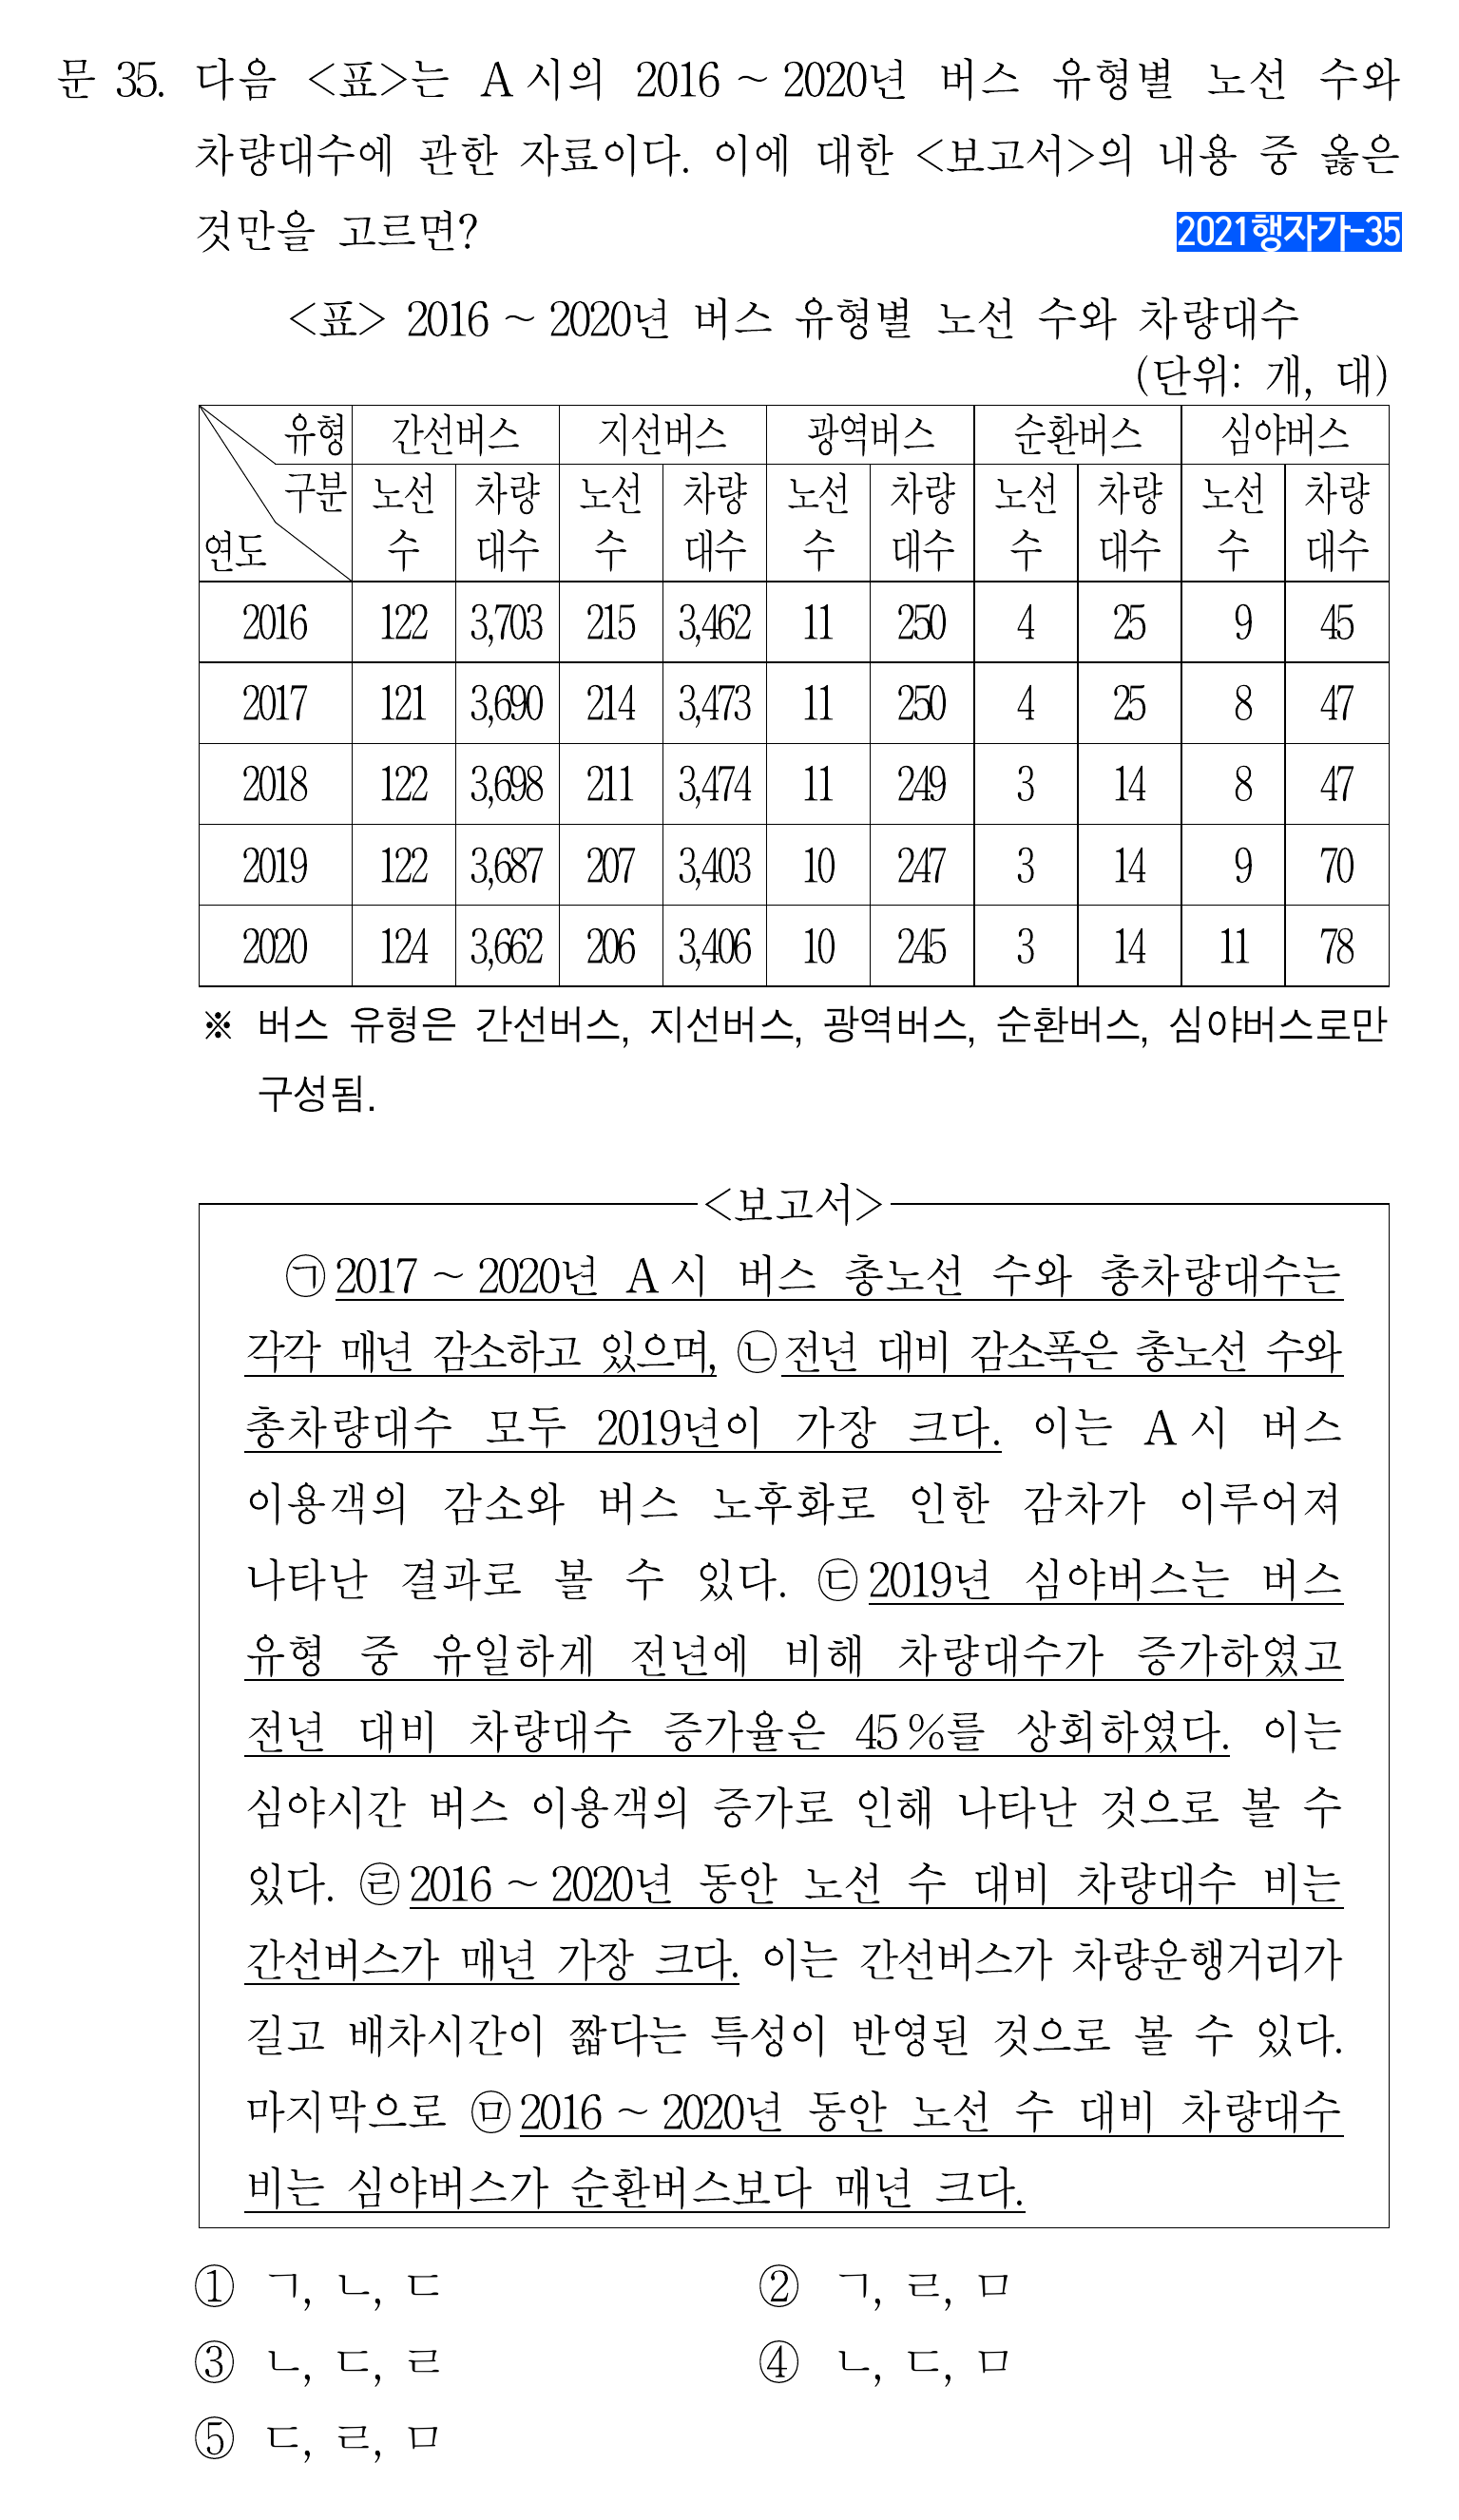 문 35. 다음 <표>는 A시의 2016~2020년 버스 유형별 노선 수와
차량대수에 관한 자료이다. 이에 대한 <보고서>의 내용 중 옳은
것만을 고르면?
2021행자가-35
<표> 2016~2020년 버스 유형별 노선 수와 차량대수
(단위: 개, 대)
유형 간선버스 지선버스 광역버스 순환버스 심야버스
구분 노선 차량 노선 차량 노선 차량 노선 차량 노선 차량
연도 수 대수 수 대수 수 대수 수 대수 수 대수
2016 122 3,703 215 3,462 11 250 4 25 9 45
2017 121 3,690 214 3,473 11 250 4 25 8 47
2018 122 3,698 211 3,474 11 249 3 14 8 47
2019 122 3,687 207 3,403 10 247 3 14 9 70
2020 124 3,662 206 3,406 10 245 3 14 11 78
※ 버스 유형은 간선버스, 지선버스, 광역버스, 순환버스, 심야버스로만
구성됨.
<보고서>
㉠2017~2020년 A시 버스 총노선 수와 총차량대수는
각각 매년 감소하고 있으며, ㉡전년 대비 감소폭은 총노선 수와
총차량대수 모두 2019년이 가장 크다. 이는 A시 버스
이용객의 감소와 버스 노후화로 인한 감차가 이루어져
나타난 결과로 볼 수 있다. ㉢2019년 심야버스는 버스
유형 중 유일하게 전년에 비해 차량대수가 증가하였고
전년 대비 차량대수 증가율은 45%를 상회하였다. 이는
심야시간 버스 이용객의 증가로 인해 나타난 것으로 볼 수
있다. ㉣2016~2020년 동안 노선 수 대비 차량대수 비는
간선버스가 매년 가장 크다. 이는 간선버스가 차량운행거리가
길고 배차시간이 짧다는 특성이 반영된 것으로 볼 수 있다.
마지막으로 ㉤2016~2020년 동안 노선 수 대비 차량대수
비는 심야버스가 순환버스보다 매년 크다.
① ㄱ, ㄴ, ㄷ ② ㄱ, ㄹ, ㅁ
③ ㄴ, ㄷ, ㄹ ④ ㄴ, ㄷ, ㅁ
⑤ ㄷ, ㄹ, ㅁ